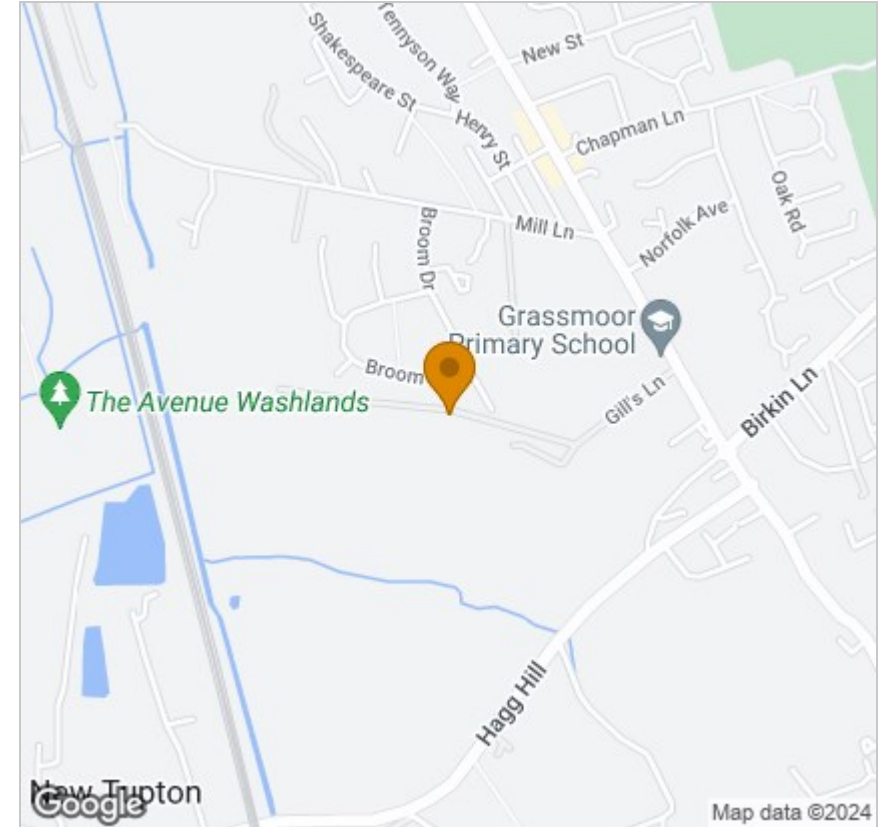 Shakespeare St
Tennyson Way
New St
Henry St
Chapman Ln
Oak Rd
Norfolk Ave
Mill Ln
Broom Dr
Grassmoor
Primary School
Broom
Gill's Ln
Birkin Ln
The Avenue Washlands
Hagg Hill
New Tupton
Google
Map data ©2024